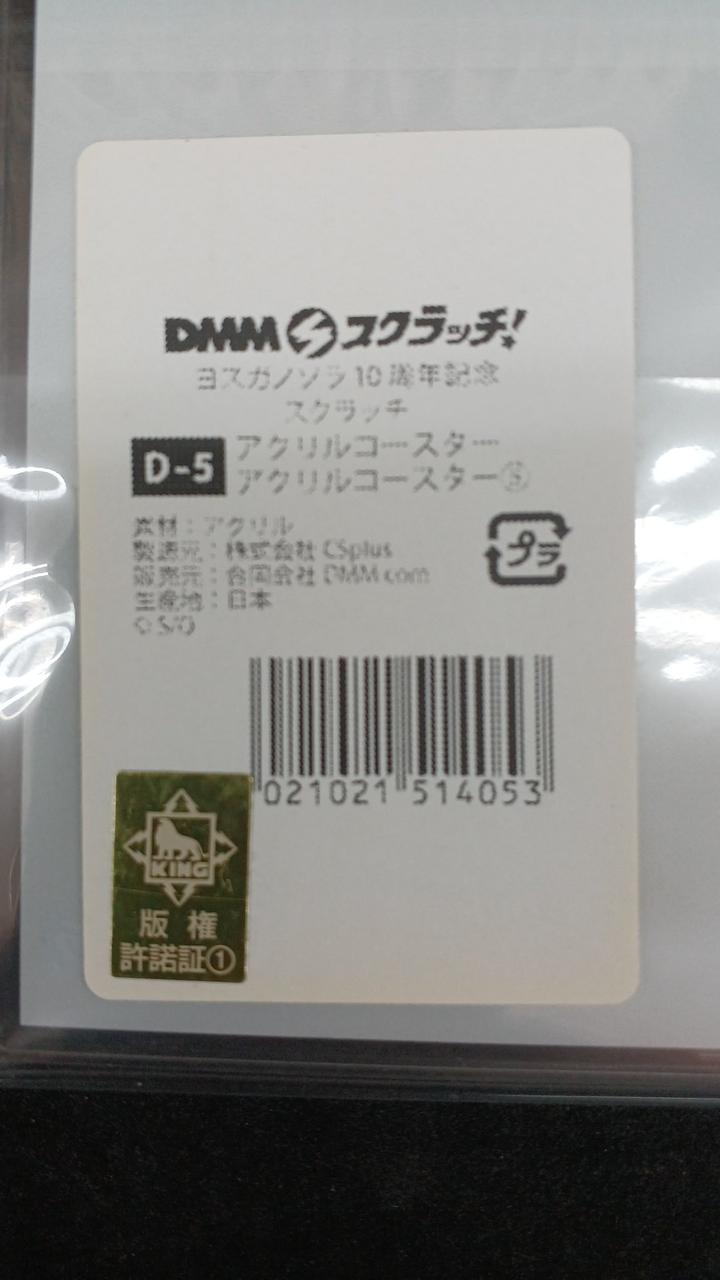 DMM スクラッチ!
ヨスガノソラ10周年記念
スクラッチ
D-5
アクリルコースター
アクリルコースター⑤
素材：アクリル
製造元：株式会社 CSplus
販売元：合同会社 DMM.com
生産地：日本
©S/Q
プラ
021021 514053
KING
版権
許諾証①